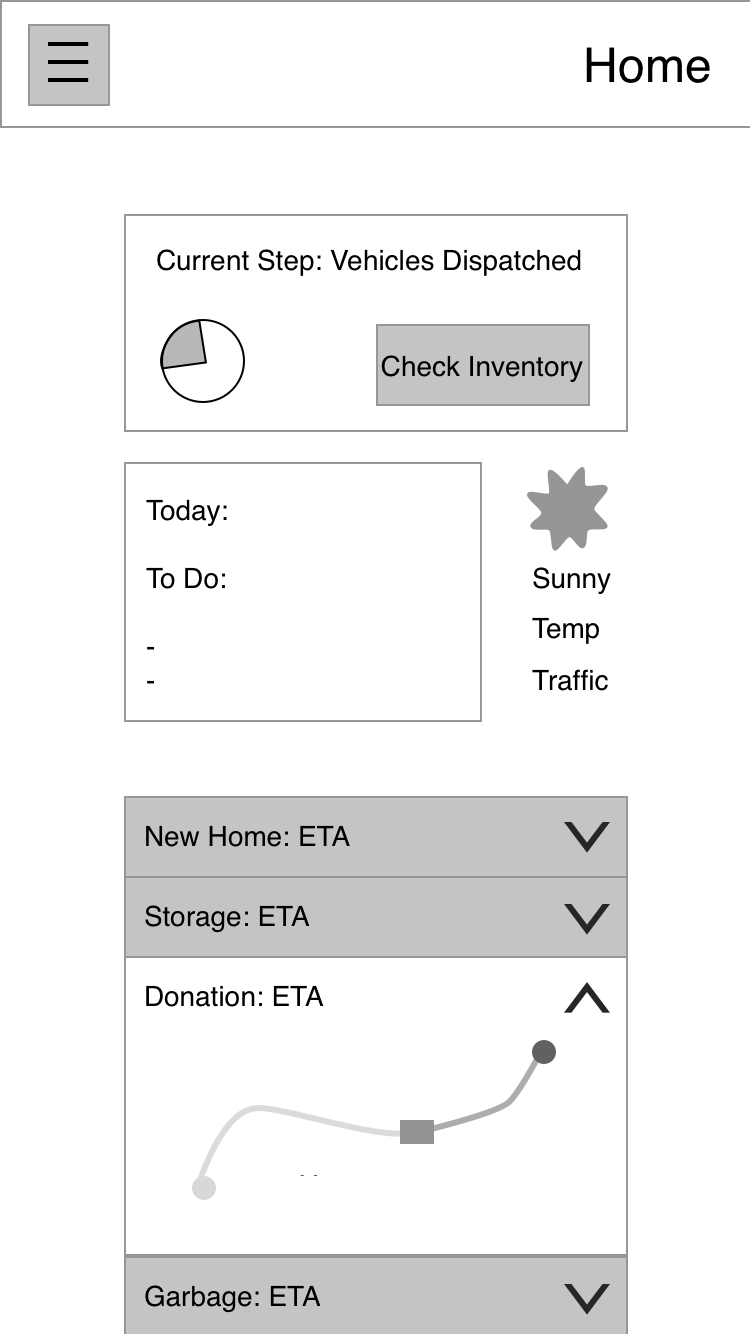 Home
Current Step: Vehicles Dispatched
Check Inventory
Today:
To Do:
-
-
Sunny
Temp
Traffic
New Home: ETA
Storage: ETA
Donation: ETA
Garbage: ETA